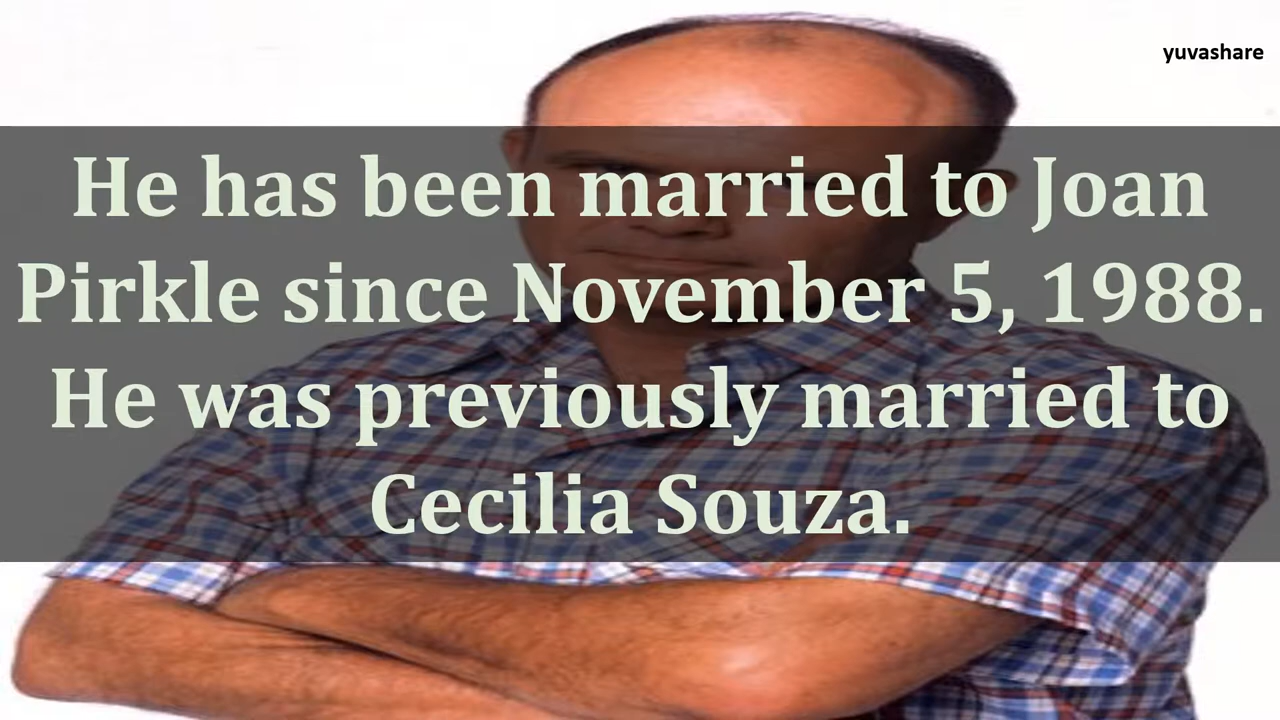 yuvashare
He has been married to Joan
Pirkle since November 5, 1988.
He was previously married to
Cecilia Souza.